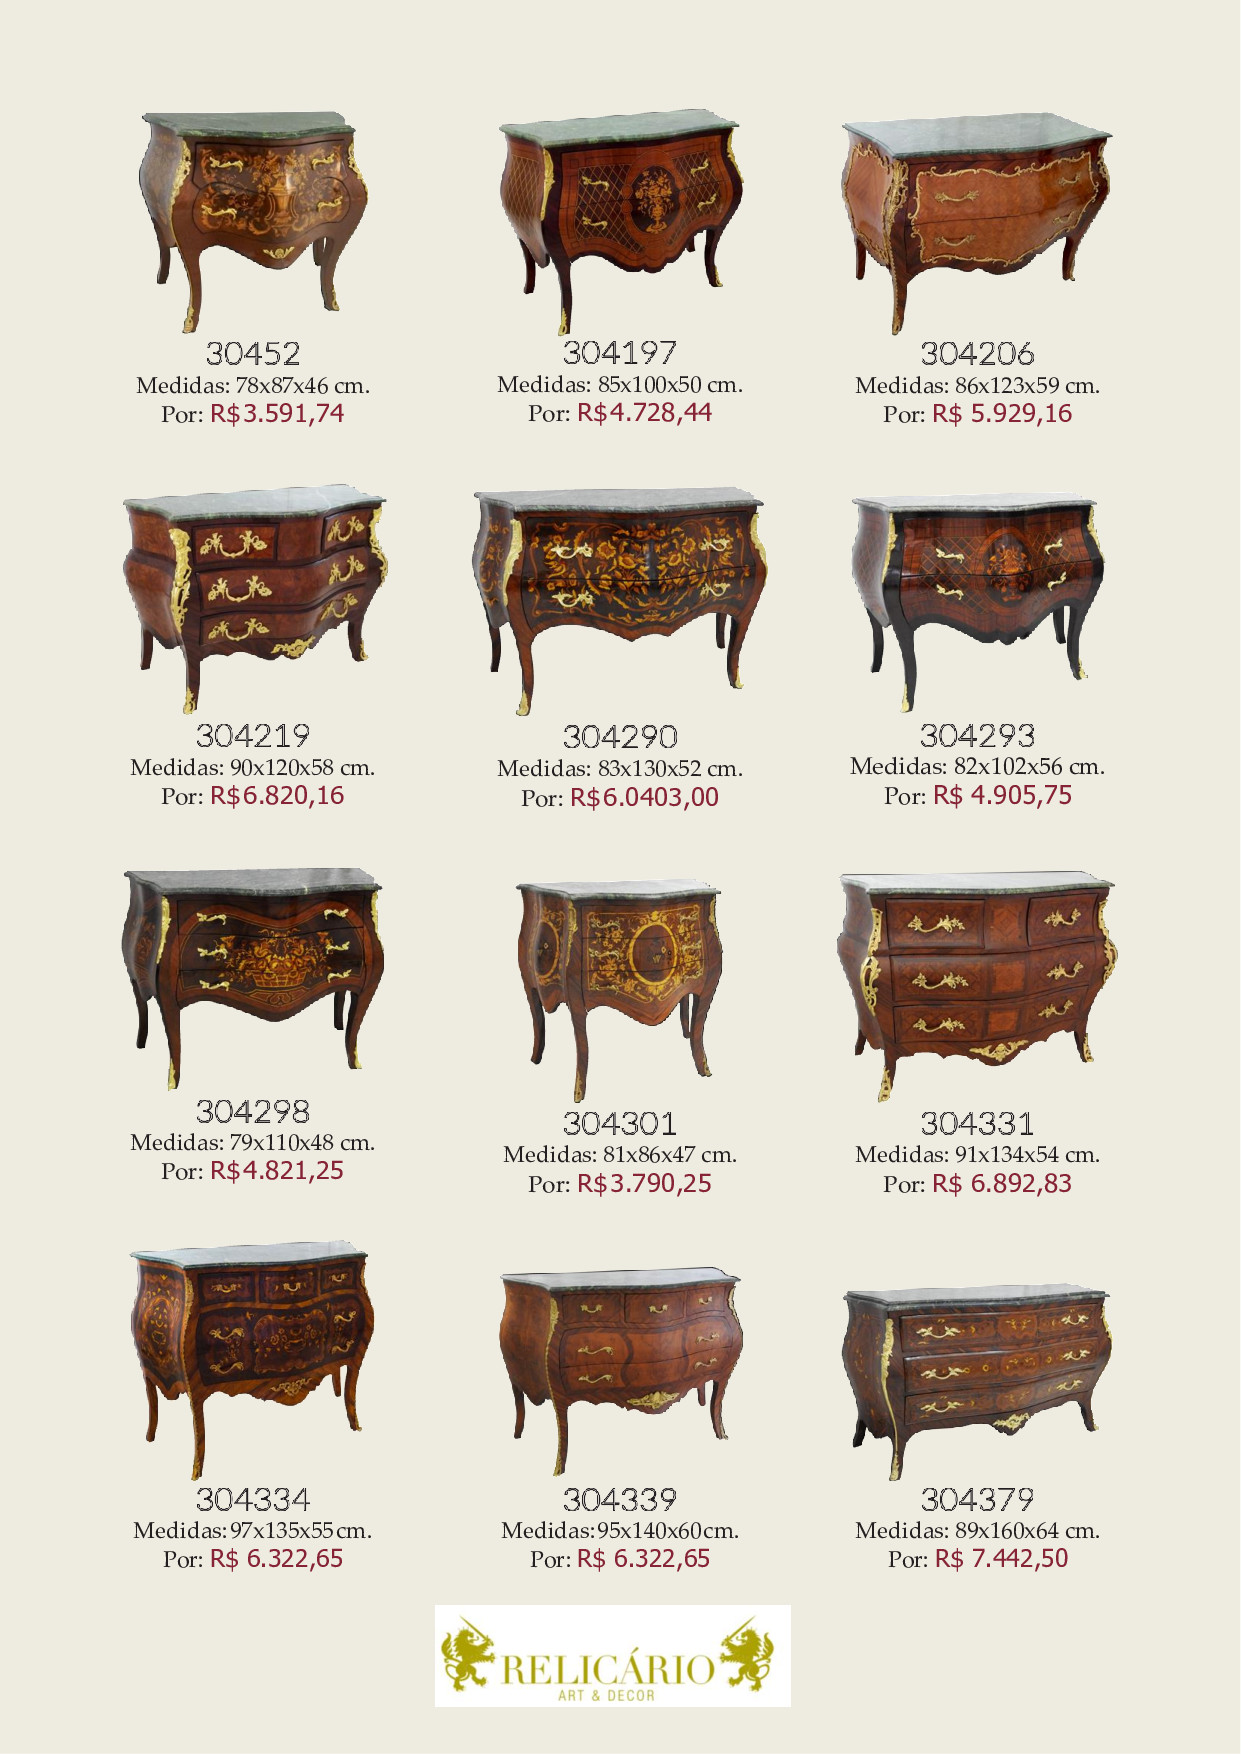 30452
Medidas: 78x87x46 cm.
Por: R$3.591,74
304197
Medidas: 85x100x50 cm.
Por: R$4.728,44
304206
Medidas: 86x123x59 cm.
Por: R$ 5.929,16
304219
Medidas: 90x120x58 cm.
Por: R$6.820,16
304290
Medidas: 83x130x52 cm.
Por: R$6.0403,00
304293
Medidas: 82x102x56 cm.
Por: R$ 4.905,75
304298
Medidas: 79x110x48 cm.
Por: R$4.821,25
304301
Medidas: 81x86x47 cm.
Por: R$3.790,25
304331
Medidas: 91x134x54 cm.
Por: R$ 6.892,83
304334
Medidas: 97x135x55 cm.
Por: R$ 6.322,65
304339
Medidas: 95x140x60 cm.
Por: R$ 6.322,65
304379
Medidas: 89x160x64 cm.
Por: R$ 7.442,50
RELICÁRIO
ART & DECOR